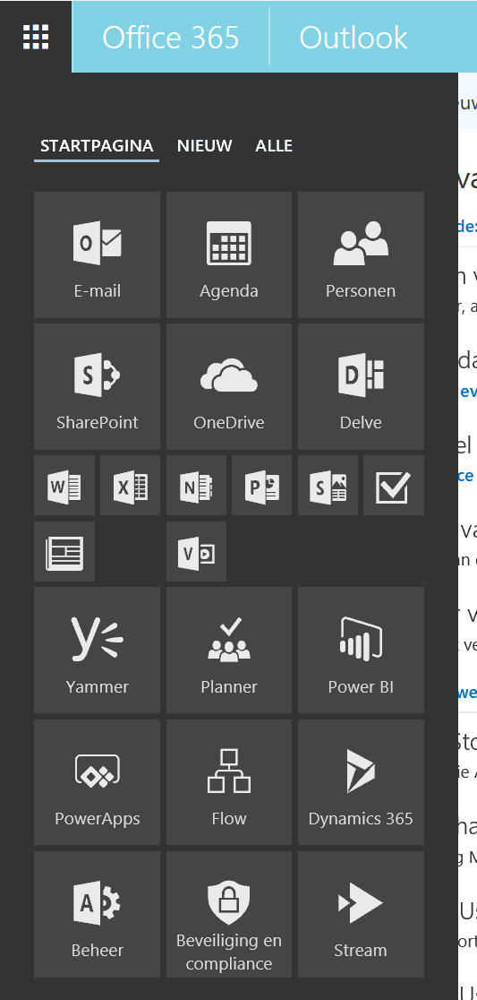 Office 365
Outlook
STARTPAGINA NIEUW ALLE
E-mail
Agenda
Personen
SharePoint
OneDrive
Delve
W
X
N
P
S
V
Yammer
Planner
Power BI
PowerApps
Flow
Dynamics 365
Beheer
Beveiliging en
compliance
Stream